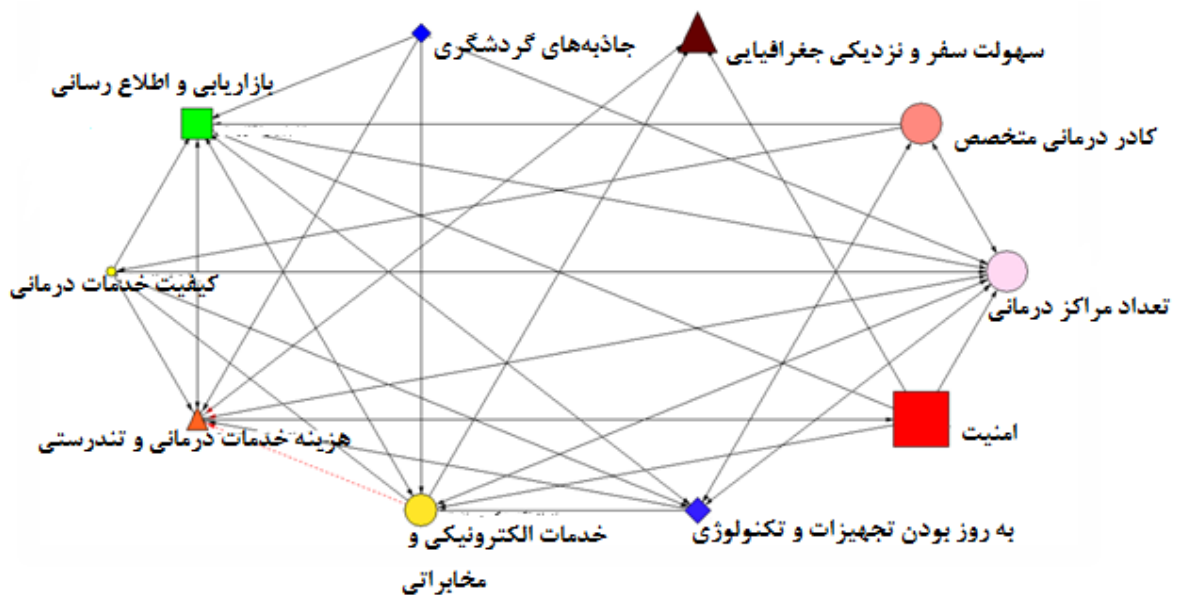 جاذبه‌های گردشگری
سهولت سفر و نزدیکی جغرافیایی
بازاریابی و اطلاع رسانی
کادر درمانی متخصص
کیفیت خدمات درمانی
تعداد مراکز درمانی
هزینه خدمات درمانی و تندرستی
امنیت
خدمات الکترونیکی و
مخابراتی
به روز بودن تجهیزات و تکنولوژی